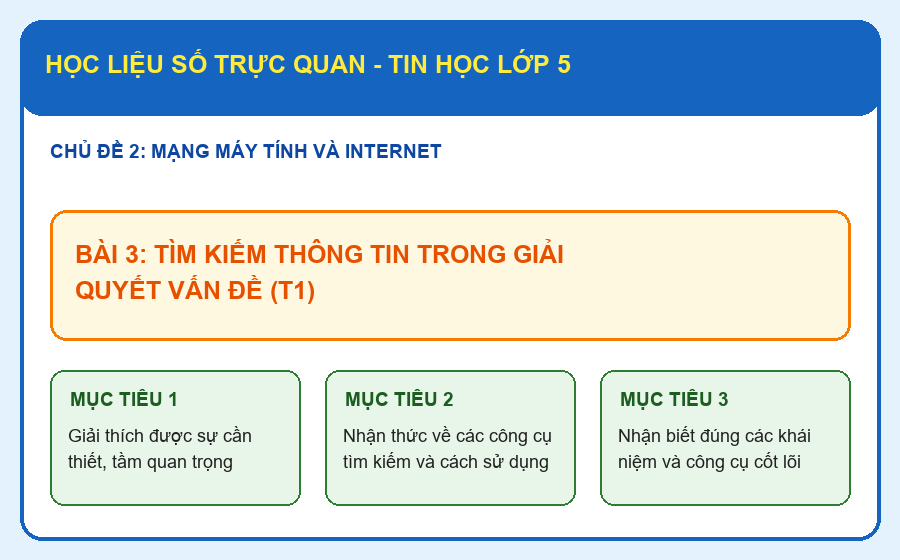 HỌC LIỆU SỐ TRỰC QUAN - TIN HỌC LỚP 5
CHỦ ĐỀ 2: MẠNG MÁY TÍNH VÀ INTERNET
BÀI 3: TÌM KIẾM THÔNG TIN TRONG GIẢI
QUYẾT VẤN ĐỀ (T1)
MỤC TIÊU 1
Giải thích được sự cần
thiết, tầm quan trọng
MỤC TIÊU 2
Nhận thức về các công cụ
tìm kiếm và cách sử dụng
MỤC TIÊU 3
Nhận biết đúng các khái
niệm và công cụ cốt lõi